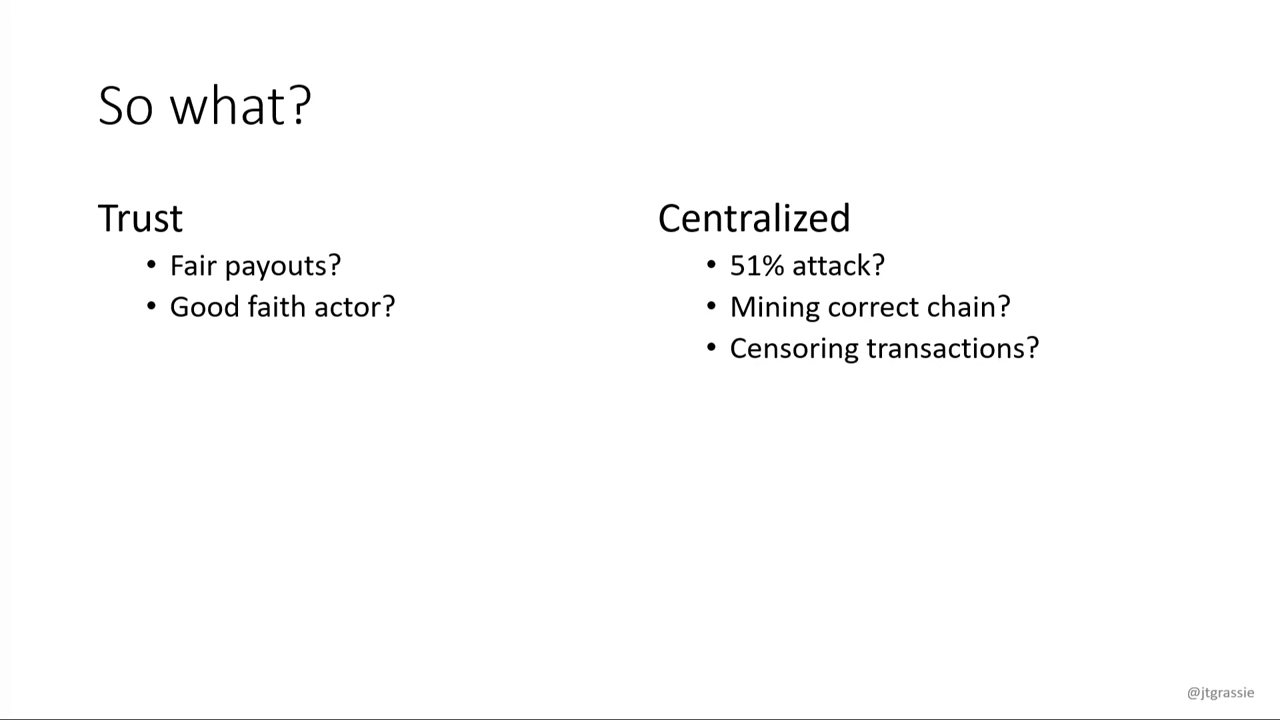 So what?
Trust
• Fair payouts?
• Good faith actor?
Centralized
• 51% attack?
• Mining correct chain?
• Censoring transactions?
@jtgrassie